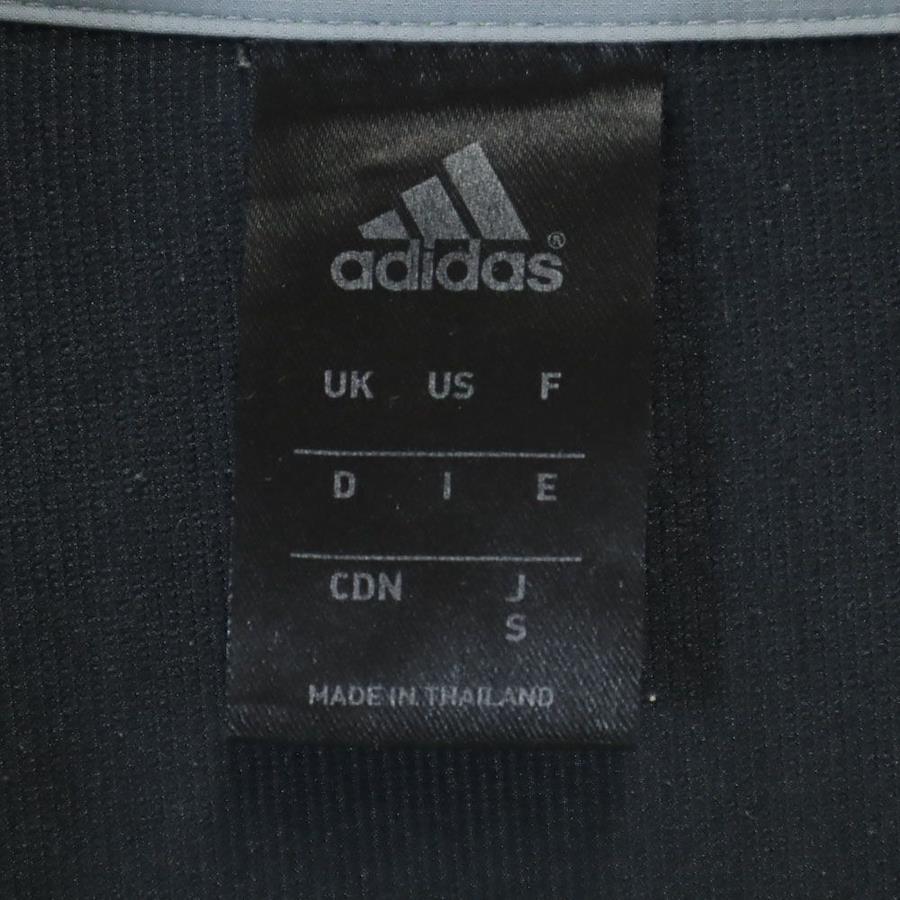 adidas®
UK US F
D I E
CDN J
S
MADE IN THAILAND